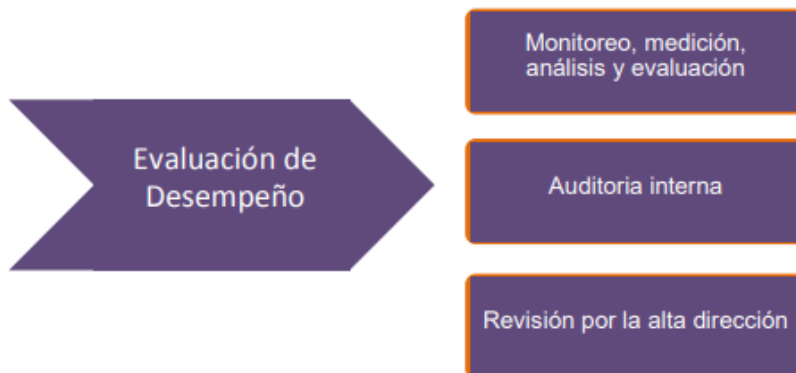 Evaluación de
Desempeño
Monitoreo, medición,
análisis y evaluación
Auditoria interna
Revisión por la alta dirección